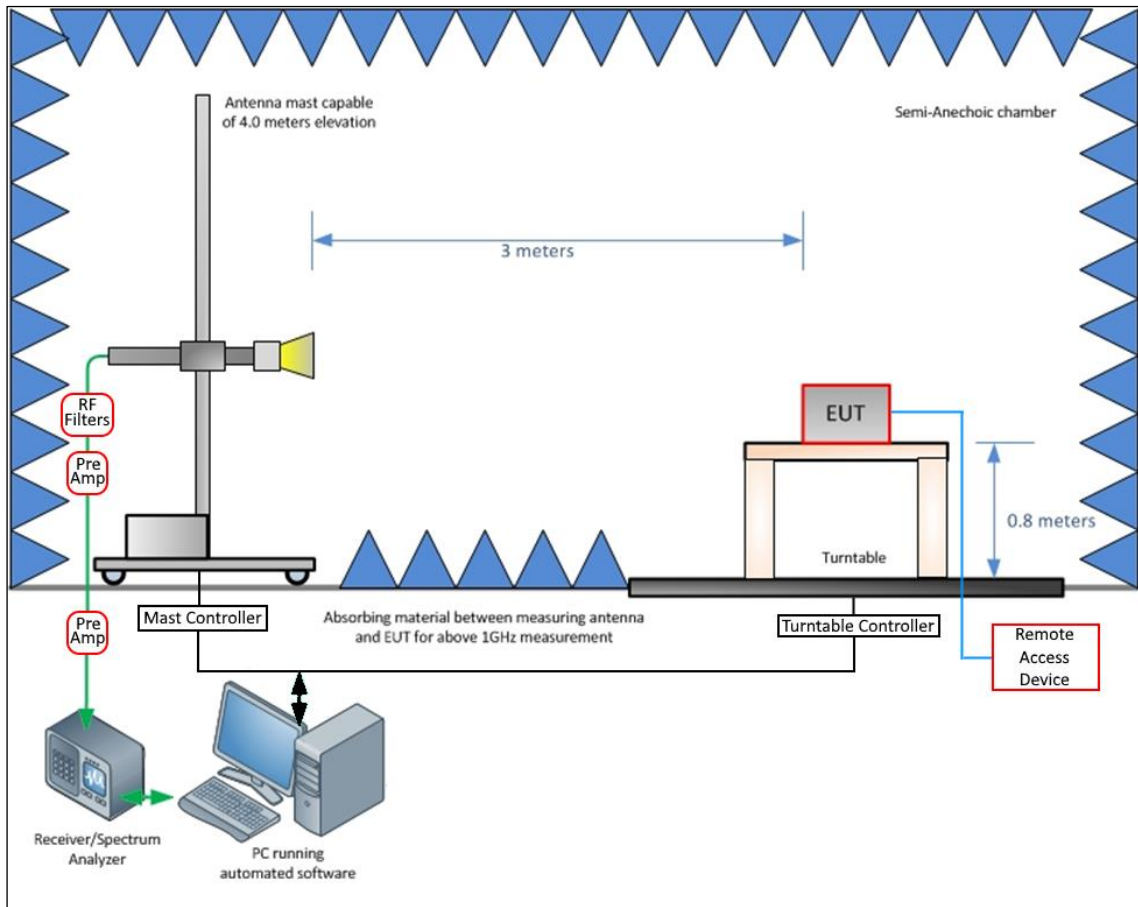 Antenna mast capable
of 4.0 meters elevation
Semi-Anechoic chamber
3 meters
RF
Filters
Pre
Amp
EUT
0.8 meters
Turntable
Pre
Amp
Mast Controller
Absorbing material between measuring antenna
and EUT for above 1GHz measurement
Turntable Controller
Remote
Access
Device
Receiver/Spectrum
Analyzer
PC running
automated software